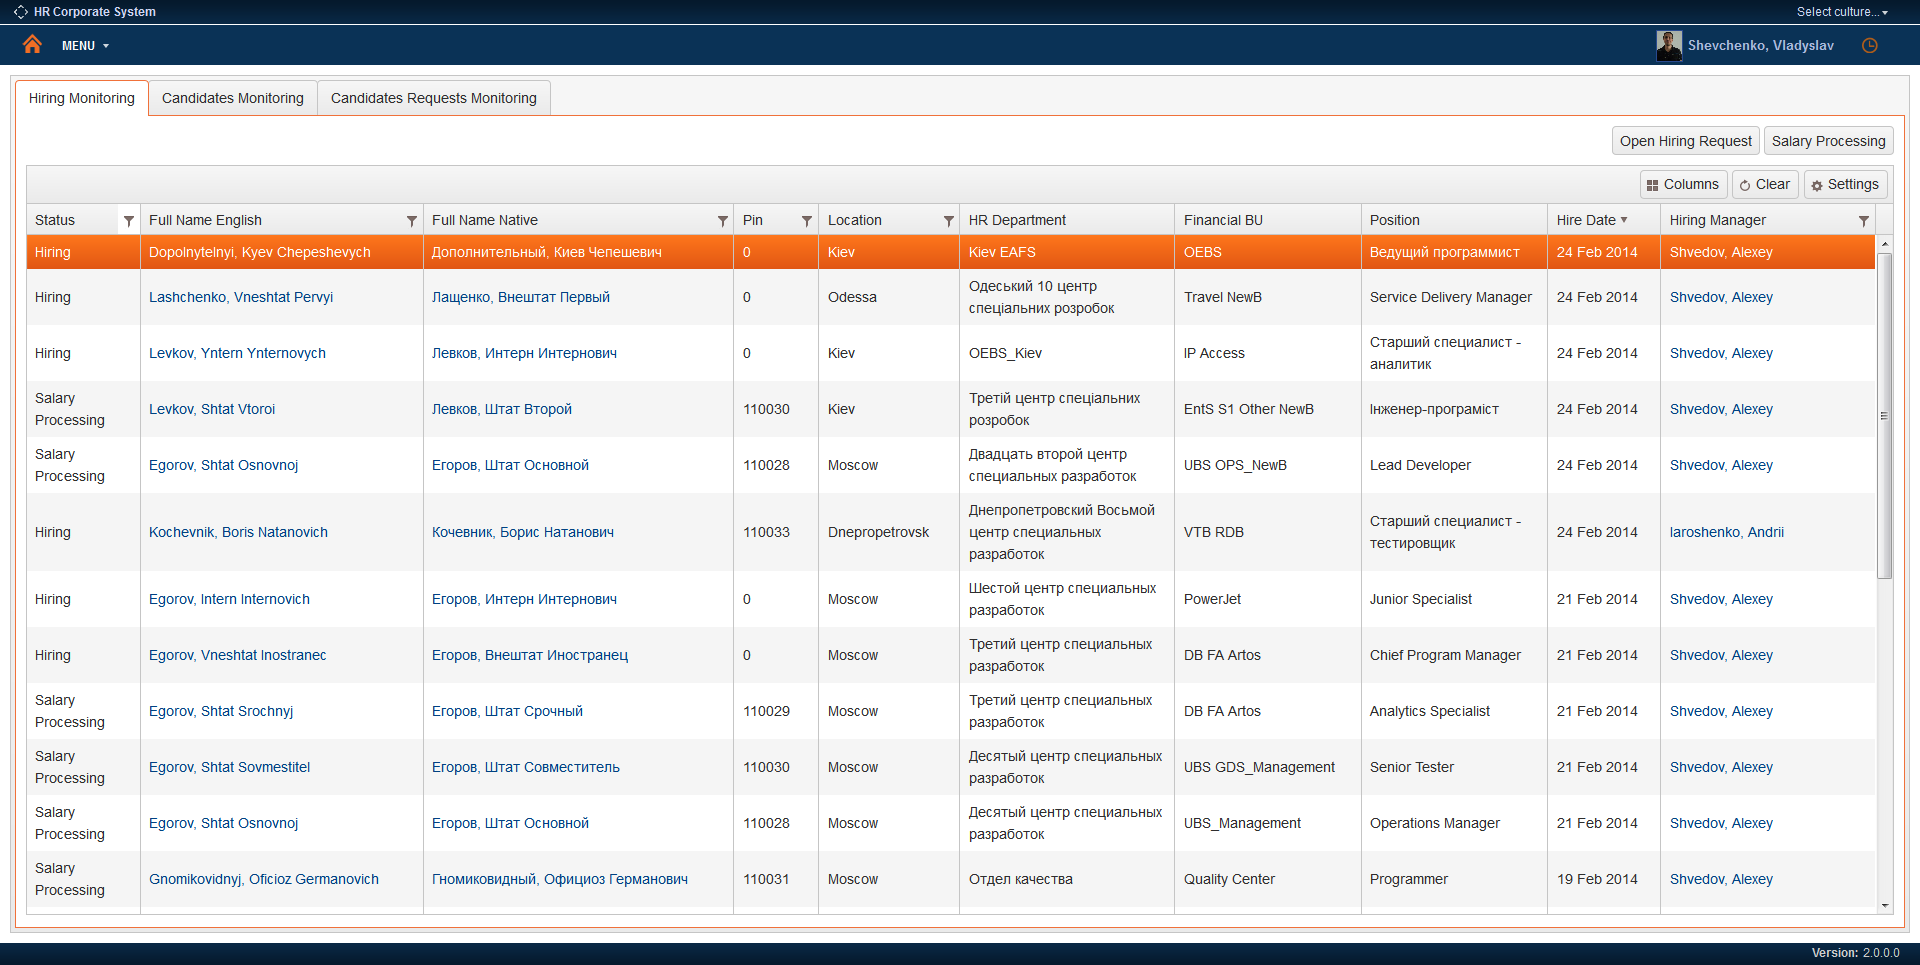 HR Corporate System
Select culture...
MENU
Shevchenko, Vladyslav
Hiring Monitoring
Candidates Monitoring
Candidates Requests Monitoring
Open Hiring Request
Salary Processing
Columns
Clear
Settings
Status
Full Name English
Full Name Native
Pin
Location
HR Department
Financial BU
Position
Hire Date
Hiring Manager
Hiring
Dopolnytelnyi, Kyev Chepeshevych
Дополнительный, Киев Чепешевич
0
Kiev
Kiev EAFS
OEBS
Ведущий программист
24 Feb 2014
Shvedov, Alexey
Hiring
Lashchenko, Vneshtat Pervyi
Лащенко, Внештат Первый
0
Odessa
Одеський 10 центр
спеціальних розробок
Travel NewB
Service Delivery Manager
24 Feb 2014
Shvedov, Alexey
Hiring
Levkov, Yntern Ynternovych
Левков, Интерн Интернович
0
Kiev
OEBS_Kiev
IP Access
Старший специалист -
аналитик
24 Feb 2014
Shvedov, Alexey
Salary
Processing
Levkov, Shtat Vtoroi
Левков, Штат Второй
110030
Kiev
Третій центр спеціальних
розробок
EntS S1 Other NewB
Інженер-програміст
24 Feb 2014
Shvedov, Alexey
Salary
Processing
Egorov, Shtat Osnovnoj
Егоров, Штат Основной
110028
Moscow
Двадцать второй центр
специальных разработок
UBS OPS_NewB
Lead Developer
24 Feb 2014
Shvedov, Alexey
Hiring
Kochevnik, Boris Natanovich
Кочевник, Борис Натанович
110033
Dnepropetrovsk
Днепропетровский Восьмой
центр специальных
разработок
VTB RDB
Старший специалист -
тестировщик
24 Feb 2014
Iaroshenko, Andrii
Hiring
Egorov, Intern Internovich
Егоров, Интерн Интернович
0
Moscow
Шестой центр специальных
разработок
PowerJet
Junior Specialist
21 Feb 2014
Shvedov, Alexey
Hiring
Egorov, Vneshtat Inostranec
Егоров, Внештат Иностранец
0
Moscow
Третий центр специальных
разработок
DB FA Artos
Chief Program Manager
21 Feb 2014
Shvedov, Alexey
Salary
Processing
Egorov, Shtat Srochnyj
Егоров, Штат Срочный
110029
Moscow
Третий центр специальных
разработок
DB FA Artos
Analytics Specialist
21 Feb 2014
Shvedov, Alexey
Salary
Processing
Egorov, Shtat Sovmestitel
Егоров, Штат Совместитель
110030
Moscow
Десятый центр специальных
разработок
UBS GDS_Management
Senior Tester
21 Feb 2014
Shvedov, Alexey
Salary
Processing
Egorov, Shtat Osnovnoj
Егоров, Штат Основной
110028
Moscow
Десятый центр специальных
разработок
UBS_Management
Operations Manager
21 Feb 2014
Shvedov, Alexey
Salary
Processing
Gnomikovidnyj, Oficioz Germanovich
Гномиковидный, Официоз Германович
110031
Moscow
Отдел качества
Quality Center
Programmer
19 Feb 2014
Shvedov, Alexey
Version: 2.0.0.0